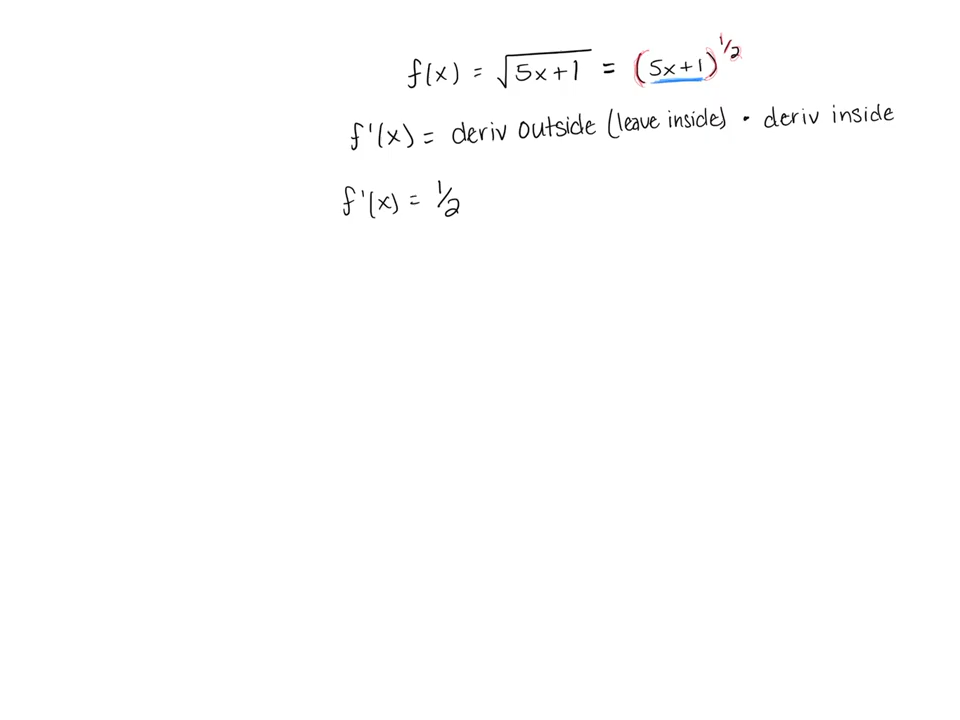 f(x) = √5x+1 = (5x+1)^1/2
f'(x) = deriv outside (leave inside) · deriv inside
f'(x) = 1/2